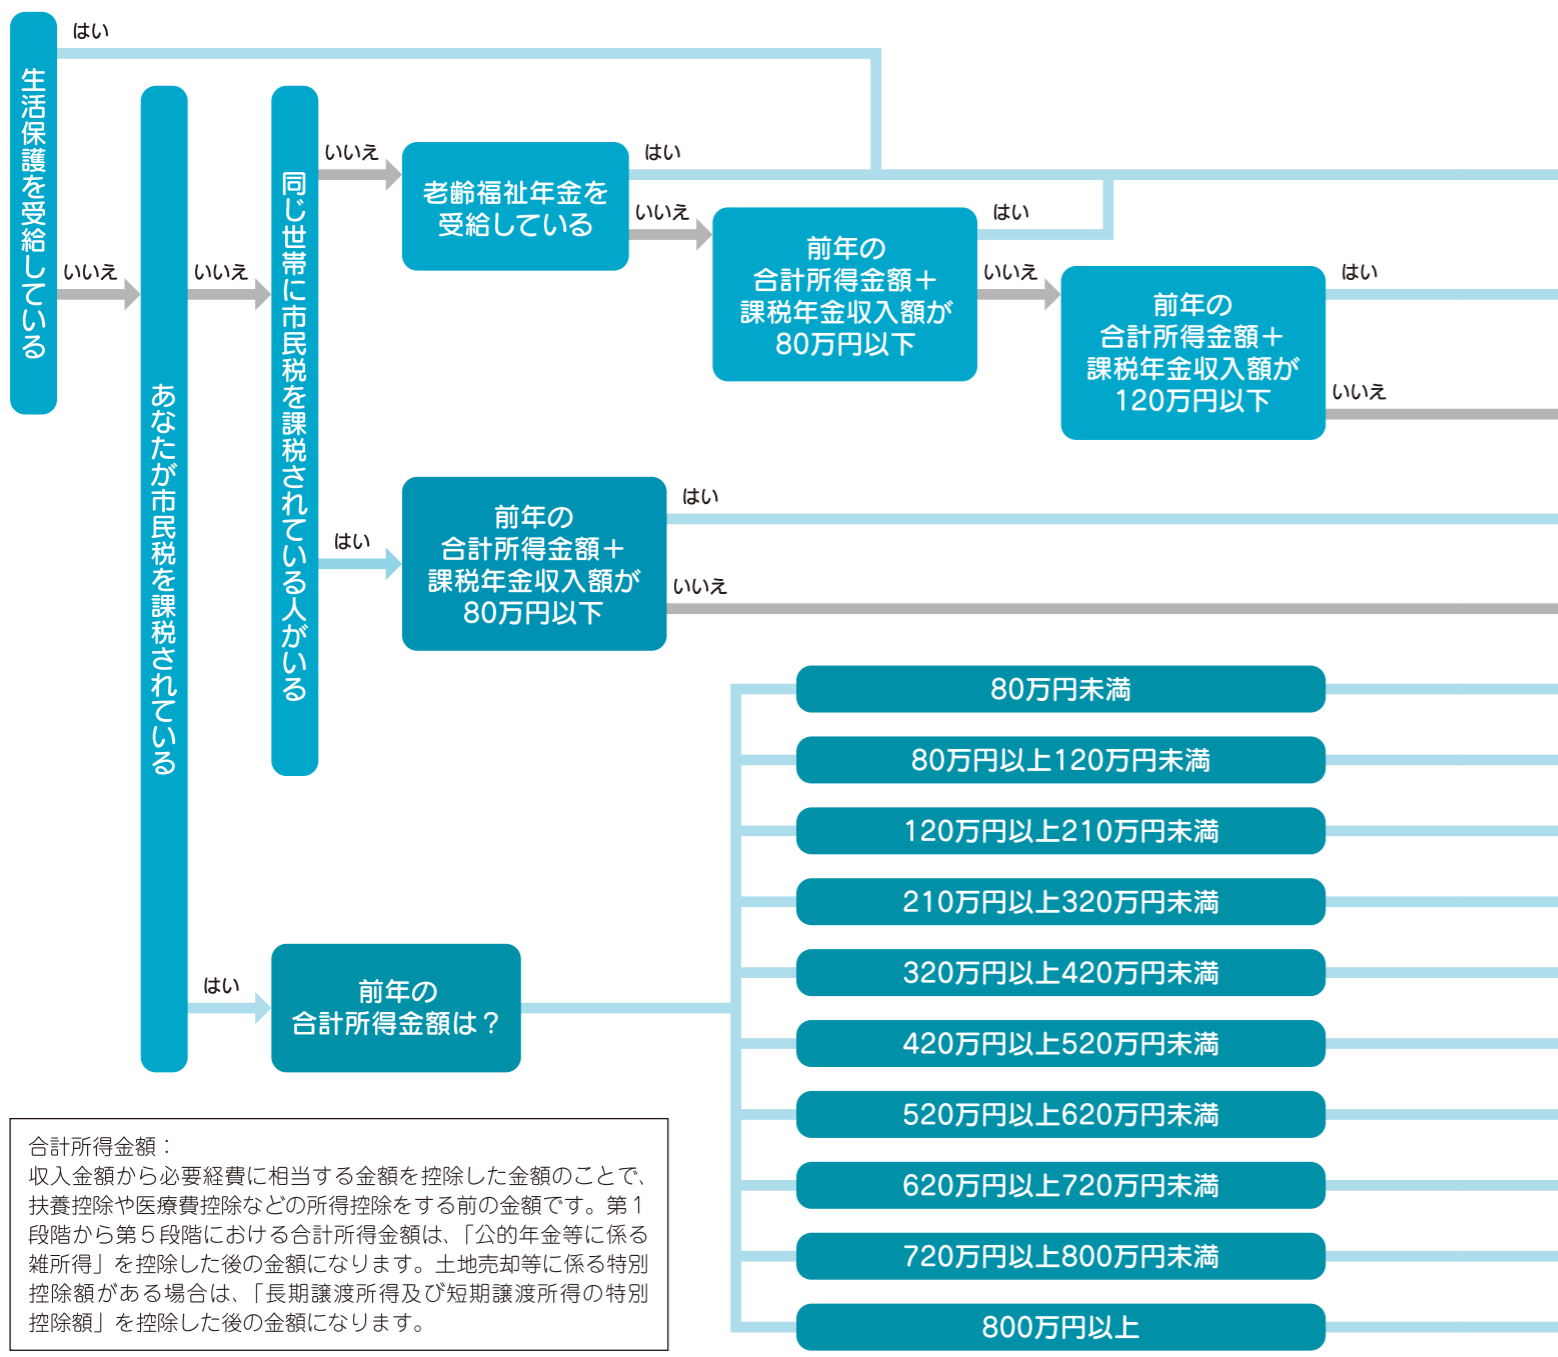 はい
生活保護を受給している
いいえ
あなたが市民税を課税されている
いいえ
同じ世帯に市民税を課税されている人がいる
いいえ
老齢福祉年金を
受給している
はい
いいえ
前年の
合計所得金額＋
課税年金収入額が
80万円以下
はい
いいえ
前年の
合計所得金額＋
課税年金収入額が
120万円以下
はい
いいえ
はい
前年の
合計所得金額＋
課税年金収入額が
80万円以下
はい
いいえ
はい
前年の
合計所得金額は？
80万円未満
80万円以上120万円未満
120万円以上210万円未満
210万円以上320万円未満
320万円以上420万円未満
420万円以上520万円未満
520万円以上620万円未満
620万円以上720万円未満
720万円以上800万円未満
800万円以上
合計所得金額：
収入金額から必要経費に相当する金額を控除した金額のことで、
扶養控除や医療費控除などの所得控除をする前の金額です。第１
段階から第５段階における合計所得金額は、「公的年金等に係る
雑所得」を控除した後の金額になります。土地売却等に係る特別
控除額がある場合は、「長期譲渡所得及び短期譲渡所得の特別
控除額」を控除した後の金額になります。